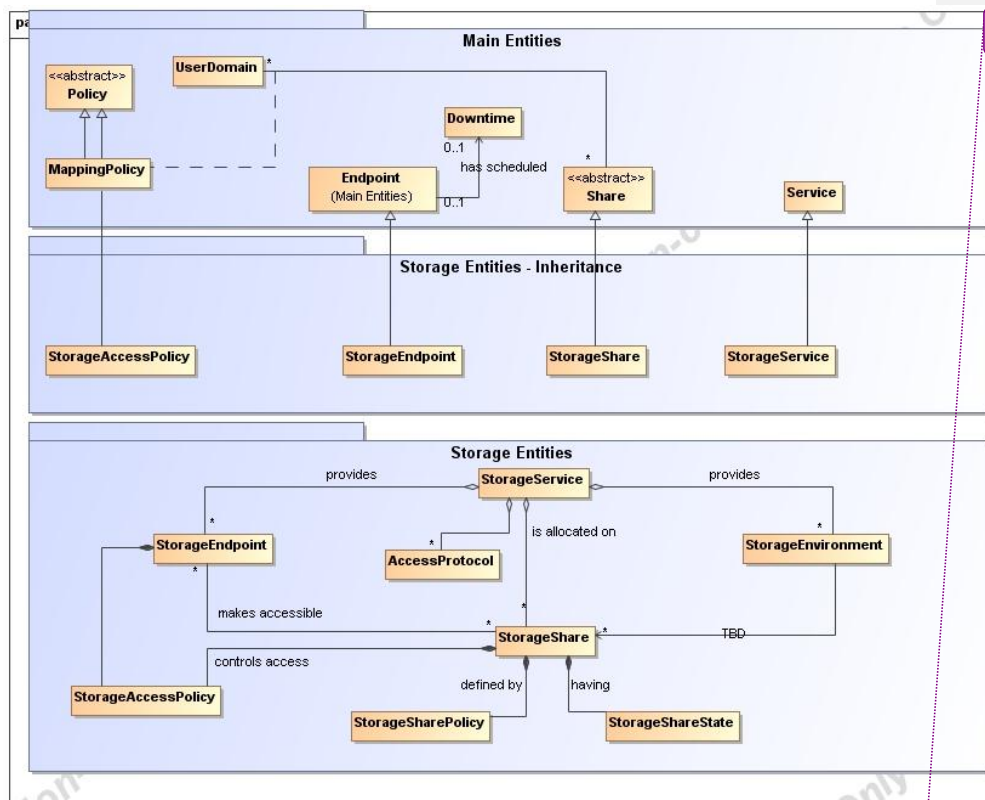 pa
Main Entities
UserDomain
*
<<abstract>>
Policy
Downtime
0..1
has scheduled
MappingPolicy
Endpoint
(Main Entities)
0..1
*
<<abstract>>
Share
Service
Storage Entities - Inheritance
StorageAccessPolicy
StorageEndpoint
StorageShare
StorageService
Storage Entities
provides
StorageService
provides
*
*
is allocated on
StorageEndpoint
*
AccessProtocol
StorageEnvironment
*
makes accessible
*
*
StorageShare
*
TBD
controls access
defined by
having
StorageAccessPolicy
StorageSharePolicy
StorageShareState